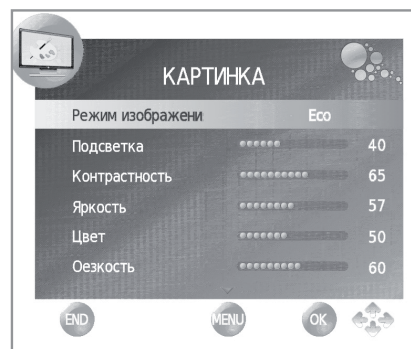 КАРТИНКА
Режим изображени Eco
Подсветка 40
Контрастность 65
Яркость 57
Цвет 50
Оезкость 60
END MENU OK